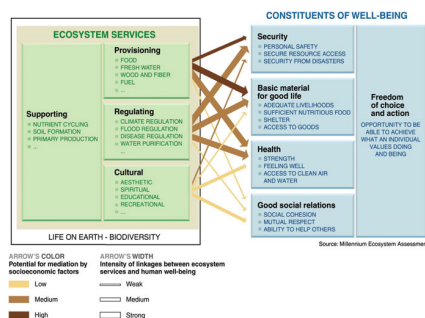 CONSTITUENTS OF WELL-BEING
ECOSYSTEM SERVICES
Supporting
NUTRIENT CYCLING
SOIL FORMATION
PRIMARY PRODUCTION
...
Provisioning
FOOD
FRESH WATER
WOOD AND FIBER
FUEL
...
Regulating
CLIMATE REGULATION
FLOOD REGULATION
DISEASE REGULATION
WATER PURIFICATION
...
Cultural
AESTHETIC
SPIRITUAL
EDUCATIONAL
RECREATIONAL
...
LIFE ON EARTH - BIODIVERSITY
Security
PERSONAL SAFETY
SECURE RESOURCE ACCESS
SECURITY FROM DISASTERS
Basic material
for good life
ADEQUATE LIVELIHOODS
SUFFICIENT NUTRITIOUS FOOD
SHELTER
ACCESS TO GOODS
Health
STRENGTH
FEELING WELL
ACCESS TO CLEAN AIR
AND WATER
Good social relations
SOCIAL COHESION
MUTUAL RESPECT
ABILITY TO HELP OTHERS
Freedom
of choice
and action
OPPORTUNITY TO BE
ABLE TO ACHIEVE
WHAT AN INDIVIDUAL
VALUES DOING
AND BEING
Source: Millennium Ecosystem Assessmen
ARROW'S COLOR
Potential for mediation by
socioeconomic factors
Low
Medium
High
ARROW'S WIDTH
Intensity of linkages between ecosystem
services and human well-being
Weak
Medium
Strong